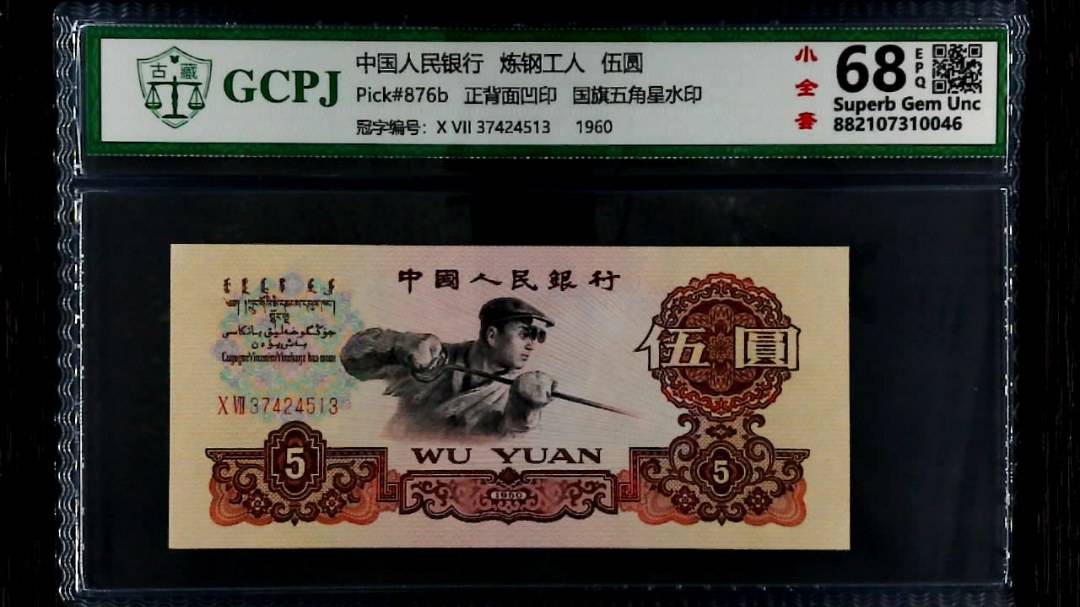 古藏
GCPJ
中国人民银行 炼钢工人 伍圆
Pick#876b 正背面凹印 国旗五角星水印
冠字编号: X VII 37424513 1960
小全套
68
EPQ
Superb Gem Unc
882107310046
中國人民銀行
伍圓
X VII 37424513
5
WU YUAN
5
1960